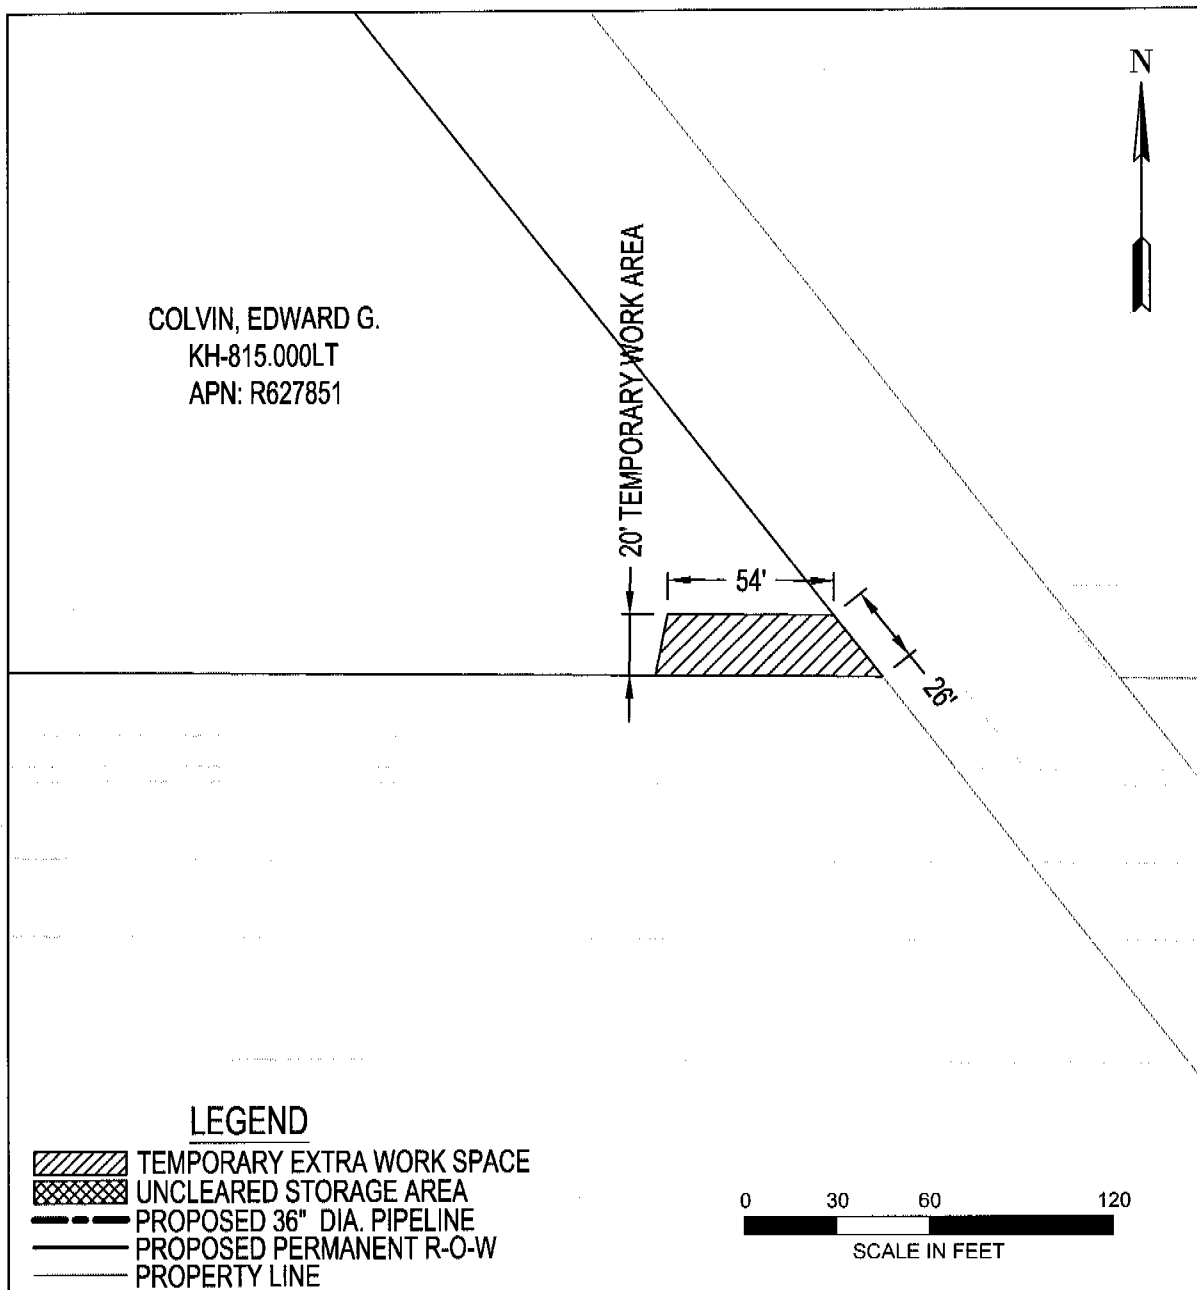 N
COLVIN, EDWARD G.
KH-815.000LT
APN: R627851
20' TEMPORARY WORK AREA
54'
26'
LEGEND
TEMPORARY EXTRA WORK SPACE
UNCLEARED STORAGE AREA
PROPOSED 36" DIA. PIPELINE
PROPOSED PERMANENT R-O-W
PROPERTY LINE
0 30 60 120
SCALE IN FEET